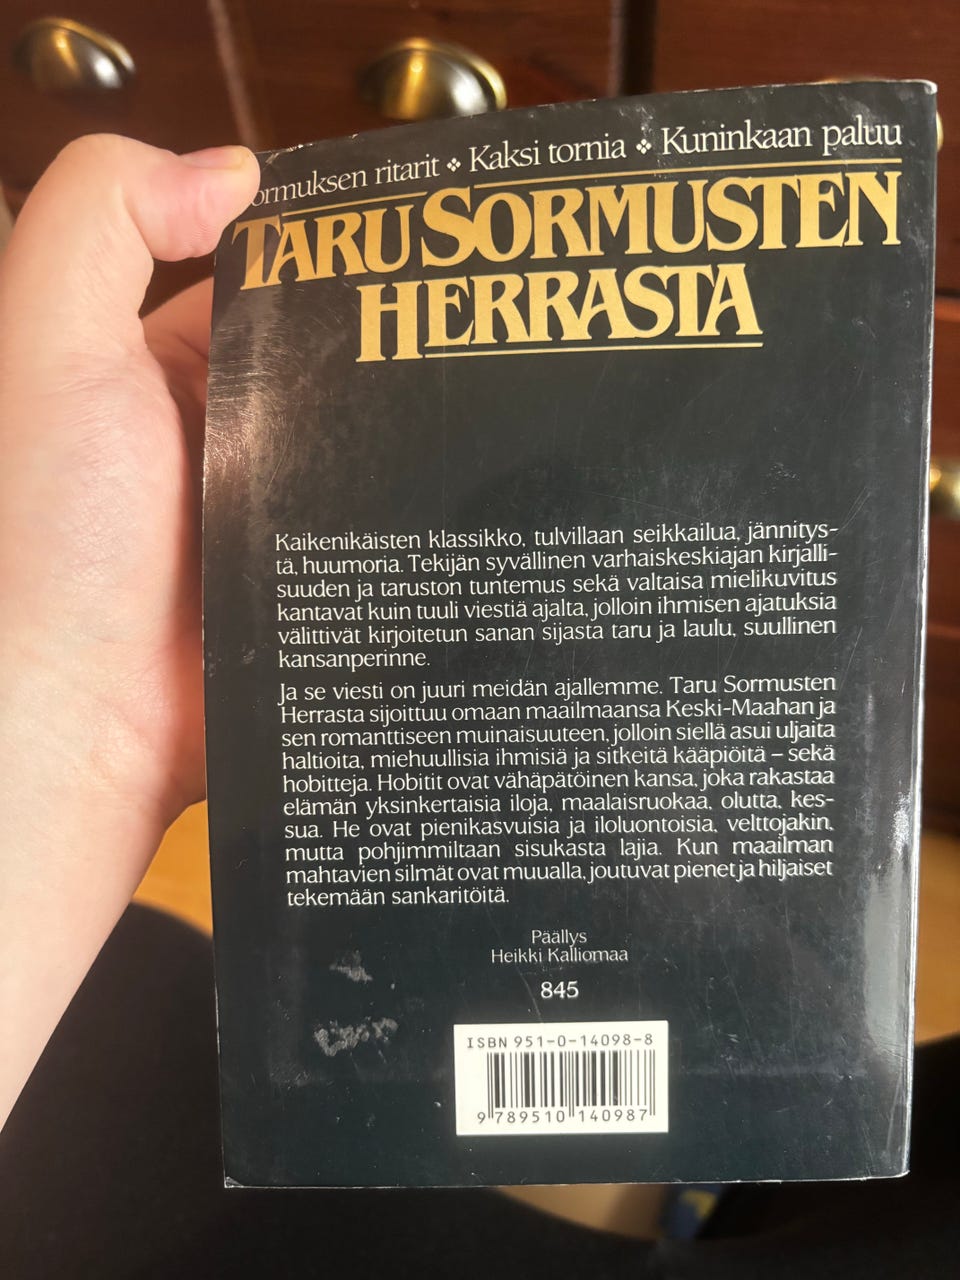 ormuksen ritarit ❖ Kaksi tornia ❖ Kuninkaan paluu
TARU SORMUSTEN
HERRASTA
Kaikenikäisten klassikko, tulvillaan seikkailua, jännitys-
tä, huumoria. Tekijän syvällinen varhaiskeskiajan kirjalli-
suuden ja taruston tuntemus sekä valtaisa mielikuvitus
kantavat kuin tuuli viestiä ajalta, jolloin ihmisen ajatuksia
välittivät kirjoitetun sanan sijasta taru ja laulu, suullinen
kansanperinne.
Ja se viesti on juuri meidän ajallemme. Taru Sormusten
Herrasta sijoittuu omaan maailmaansa Keski-Maahan ja
sen romanttiseen muinaisuuteen, jolloin siellä asui uljaita
haltioita, miehuullisia ihmisiä ja sitkeitä kääpiöitä – sekä
hobitteja. Hobitit ovat vähäpätöinen kansa, joka rakastaa
elämän yksinkertaisia iloja, maalaisruokaa, olutta, kes-
sua. He ovat pienikasvuisia ja iloluontoisia, velttojakin,
mutta pohjimmiltaan sisukasta lajia. Kun maailman
mahtavien silmät ovat muualla, joutuvat pienet ja hiljaiset
tekemään sankaritöitä.
Päällys
Heikki Kalliomaa
845
ISBN 951-0-14098-8
9 789510 140987